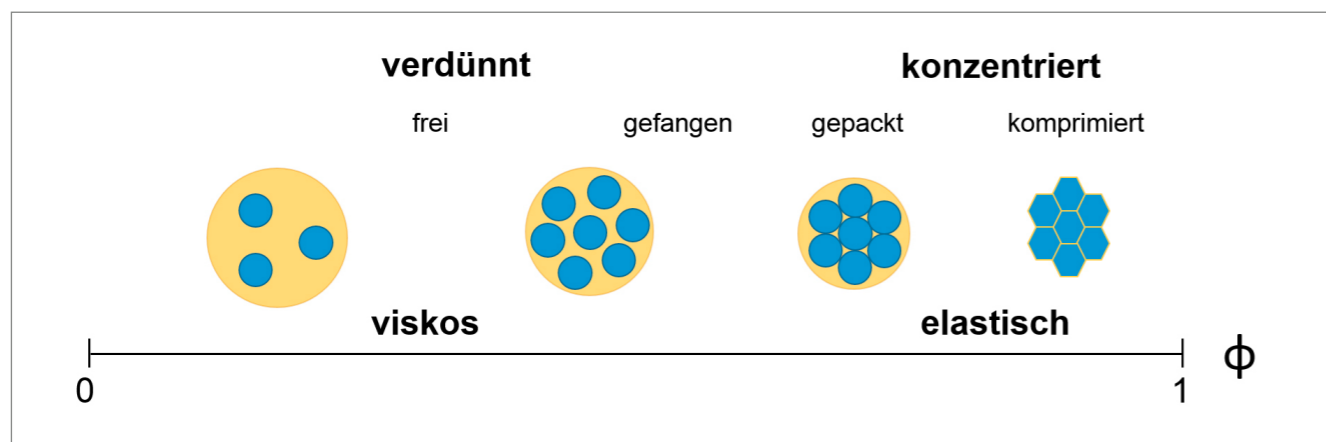 verdünnt konzentriert
frei gefangen gepackt komprimiert
viskos elastisch
ϕ
0 1